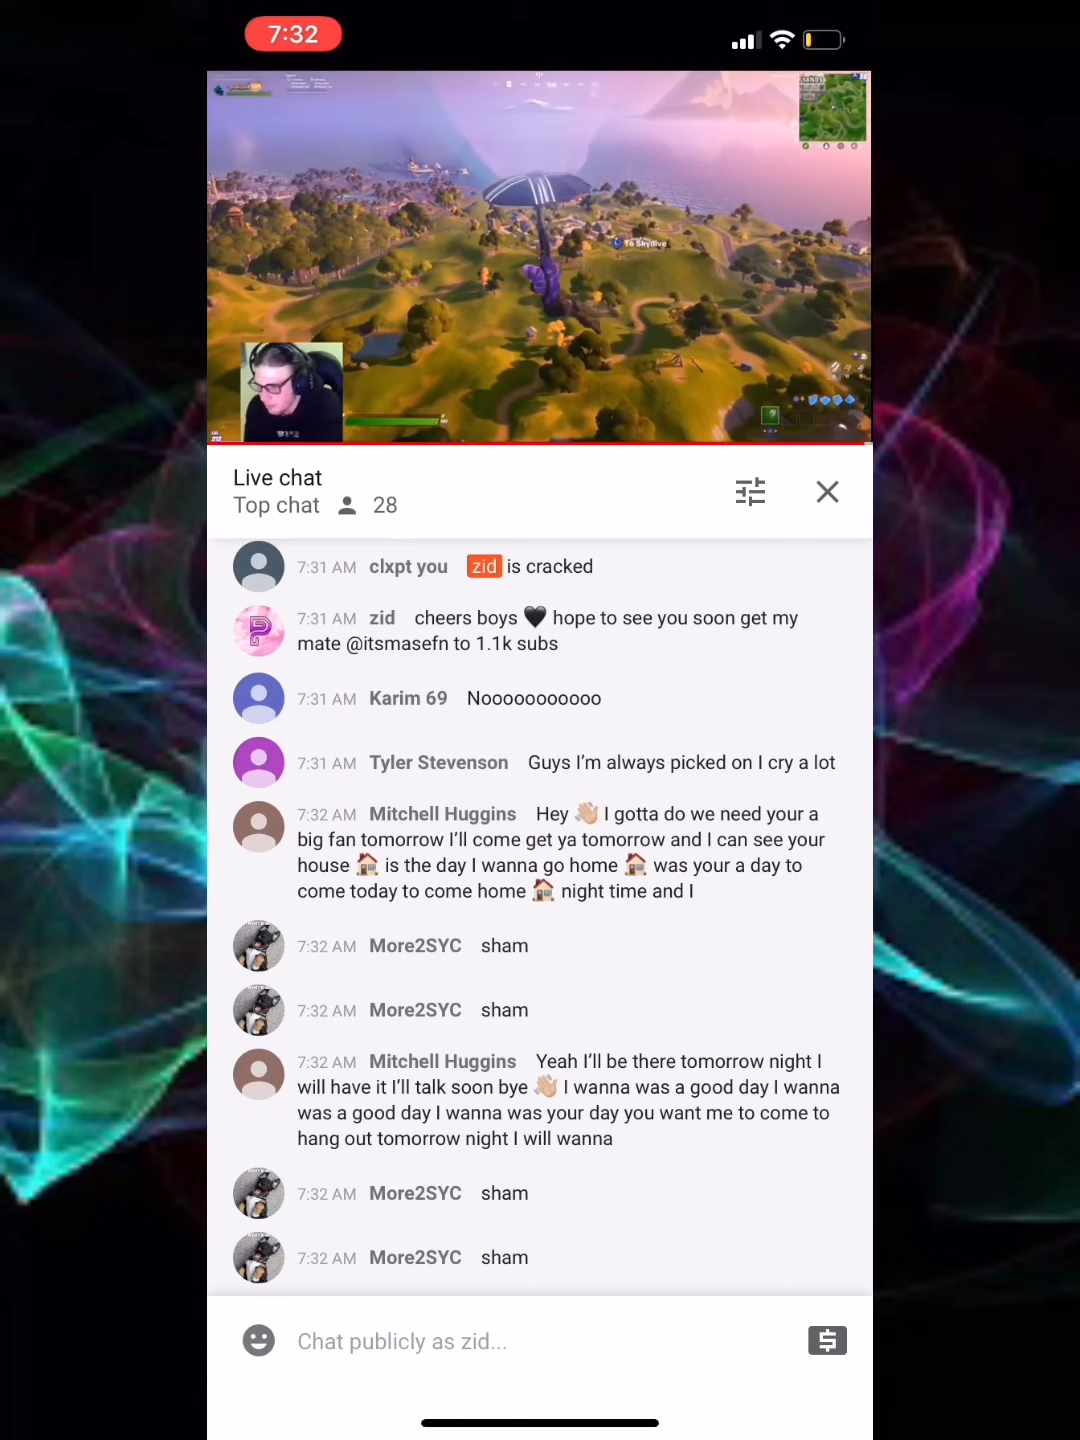 7:32
S
To Skydive
Live chat
Top chat 28
7:31 AM clxpt you zid is cracked
7:31 AM zid cheers boys 🖤 hope to see you soon get my
mate @itsmasefn to 1.1k subs
7:31 AM Karim 69 Nooooooooooo
7:31 AM Tyler Stevenson Guys I'm always picked on I cry a lot
7:32 AM Mitchell Huggins Hey 👋🏼 I gotta do we need your a
big fan tomorrow I'll come get ya tomorrow and I can see your
house 🏠 is the day I wanna go home 🏠 was your a day to
come today to come home 🏠 night time and I
7:32 AM More2SYC sham
7:32 AM More2SYC sham
7:32 AM Mitchell Huggins Yeah I'll be there tomorrow night I
will have it I'll talk soon bye 👋🏼 I wanna was a good day I wanna
was a good day I wanna was your day you want me to come to
hang out tomorrow night I will wanna
7:32 AM More2SYC sham
7:32 AM More2SYC sham
Chat publicly as zid...